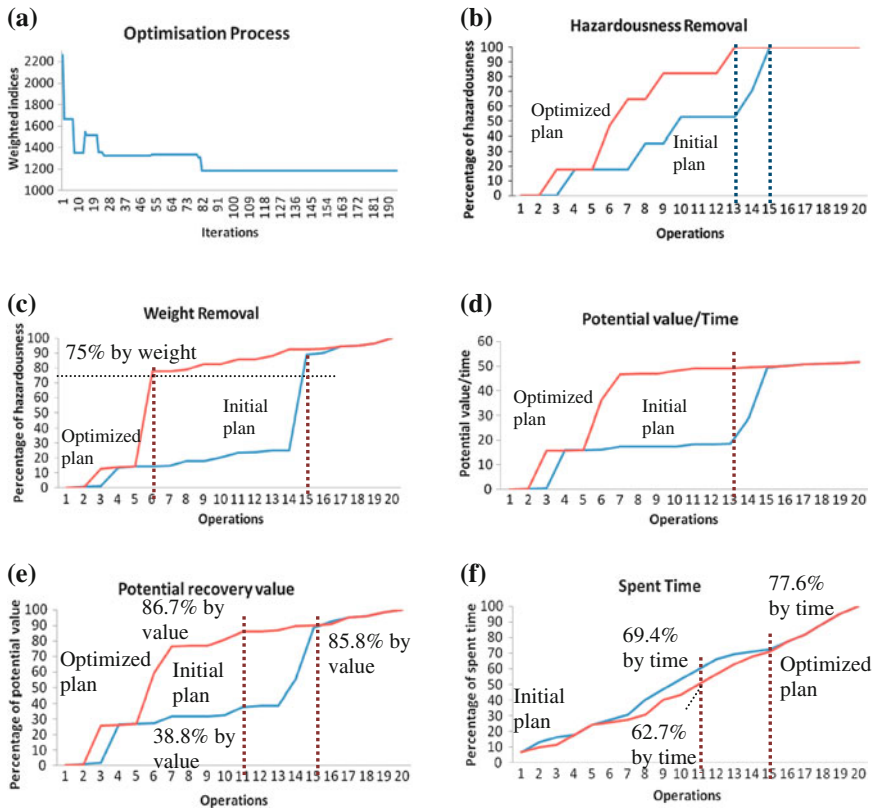 (a)
Optimisation Process
Weighted indices
2200
2000
1800
1600
1400
1200
1000
1 10 19 28 37 46 55 64 73 82 91 100 109 118 127 136 145 154 163 172 181 190
Iterations
(b)
Hazardousness Removal
Percentage of hazardousness
100
90
80
70
60
50
40
30
20
10
0
Optimized
plan
Initial
plan
1 2 3 4 5 6 7 8 9 10 11 12 13 14 15 16 17 18 19 20
Operations
(c)
Weight Removal
Percentage of hazardousness
100
90
80
70
60
50
40
30
20
10
0
75% by weight
Optimized
plan
Initial
plan
1 2 3 4 5 6 7 8 9 10 11 12 13 14 15 16 17 18 19 20
Operations
(d)
Potential value/Time
Potential value/time
60
50
40
30
20
10
0
Optimized
plan
Initial
plan
1 2 3 4 5 6 7 8 9 10 11 12 13 14 15 16 17 18 19 20
Operations
(e)
Potential recovery value
Percentage of potential value
100
90
80
70
60
50
40
30
20
10
0
86.7% by
value
Optimized
plan
Initial
plan
85.8% by
value
38.8% by
value
1 2 3 4 5 6 7 8 9 10 11 12 13 14 15 16 17 18 19 20
Operations
(f)
Spent Time
Percentage of spent time
100
90
80
70
60
50
40
30
20
10
0
77.6%
by time
69.4%
by time
Optimized
plan
Initial
plan
62.7%
by time
1 2 3 4 5 6 7 8 9 10 11 12 13 14 15 16 17 18 19 20
Operations